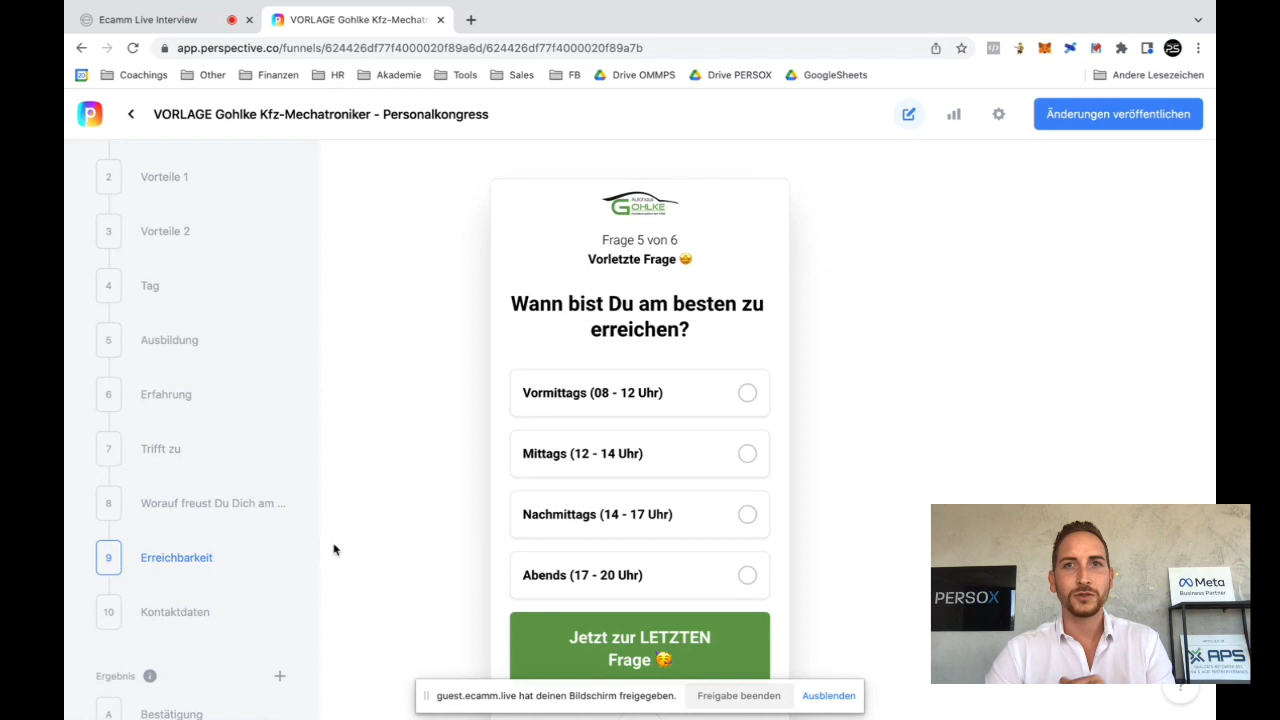 Ecamm Live Interview
VORLAGE Gohlke Kfz-Mechatron
app.perspective.co/funnels/624426df77f4000020f89a6d/624426df77f4000020f89a7b
Coachings
Other
Finanzen
HR
Akademie
Tools
Sales
FB
Drive OMMPS
Drive PERSOX
GoogleSheets
Andere Lesezeichen
VORLAGE Gohlke Kfz-Mechatroniker - Personalkongress
Änderungen veröffentlichen
2 Vorteile 1
3 Vorteile 2
4 Tag
5 Ausbildung
6 Erfahrung
7 Trifft zu
8 Worauf freust Du Dich am ...
9 Erreichbarkeit
10 Kontaktdaten
Ergebnis
A Bestätigung
Autohaus
GOHLKE
Frage 5 von 6
Vorletzte Frage 🤩
Wann bist Du am besten zu
erreichen?
Vormittags (08 - 12 Uhr)
Mittags (12 - 14 Uhr)
Nachmittags (14 - 17 Uhr)
Abends (17 - 20 Uhr)
Jetzt zur LETZTEN
Frage 🥳
guest.ecamm.live hat deinen Bildschirm freigegeben.
Freigabe beenden
Ausblenden
PERSOX
Meta
Business Partner
APS
?